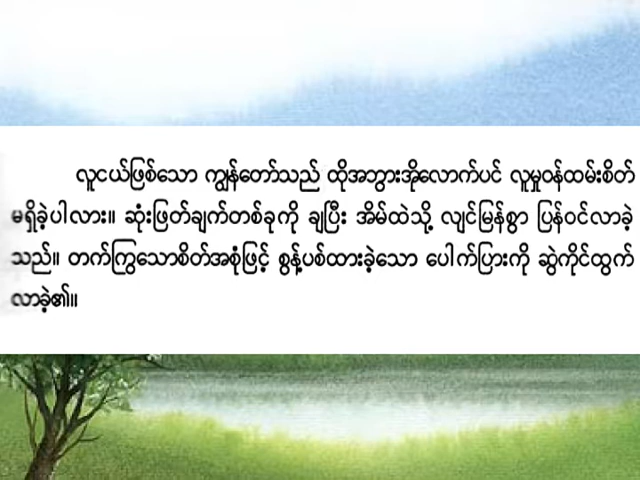 လူငယ်ဖြစ်သော ကျွန်တော်သည် ထိုအဘွားအိုလောက်ပင် လူမှုဝန်ထမ်းစိတ်
မရှိခဲ့ပါလား။ ဆုံးဖြတ်ချက်တစ်ခုကို ချပြီး အိမ်ထဲသို့ လျင်မြန်စွာ ပြန်ဝင်လာခဲ့
သည်။ တက်ကြွသောစိတ်အစုံဖြင့် စွန့်ပစ်ထားခဲ့သော ပေါက်ပြားကို ဆွဲကိုင်ထွက်
လာခဲ့၏။